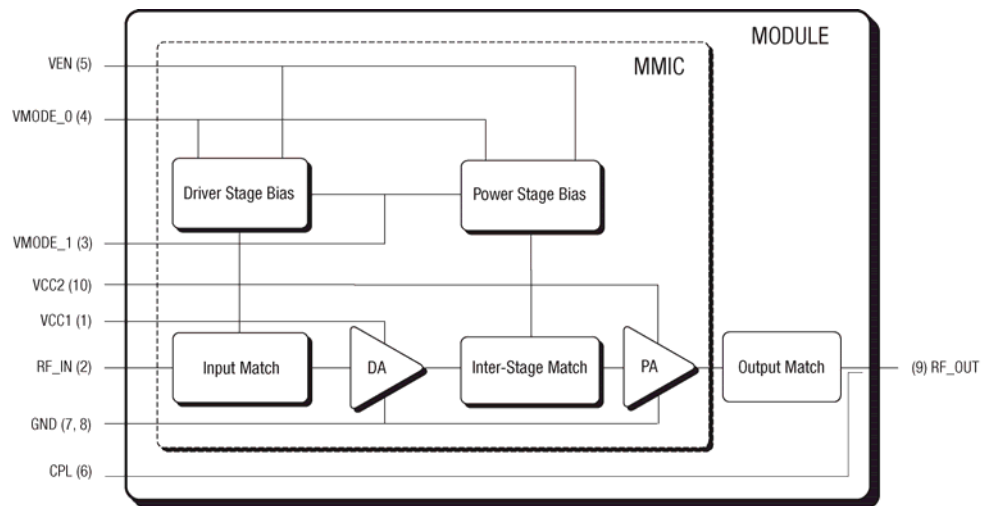 MODULE
MMIC
VEN (5)
VMODE_0 (4)
Driver Stage Bias
Power Stage Bias
VMODE_1 (3)
VCC2 (10)
VCC1 (1)
RF_IN (2)
Input Match
DA
Inter-Stage Match
PA
Output Match
(9) RF_OUT
GND (7, 8)
CPL (6)